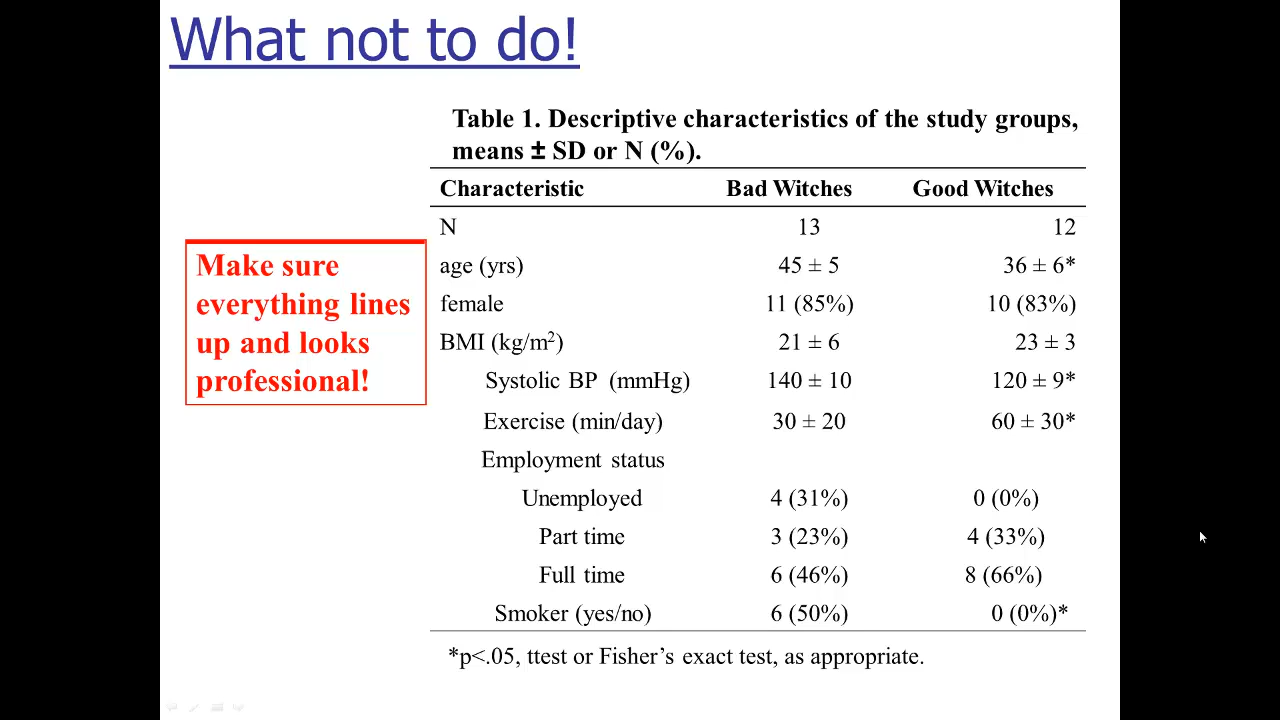 What not to do!
Table 1. Descriptive characteristics of the study groups,
means ± SD or N (%).
Characteristic Bad Witches Good Witches
N 13 12
age (yrs) 45 ± 5 36 ± 6*
female 11 (85%) 10 (83%)
BMI (kg/m²) 21 ± 6 23 ± 3
Systolic BP (mmHg) 140 ± 10 120 ± 9*
Exercise (min/day) 30 ± 20 60 ± 30*
Employment status
Unemployed 4 (31%) 0 (0%)
Part time 3 (23%) 4 (33%)
Full time 6 (46%) 8 (66%)
Smoker (yes/no) 6 (50%) 0 (0%)*
*p<.05, ttest or Fisher’s exact test, as appropriate.
Make sure
everything lines
up and looks
professional!